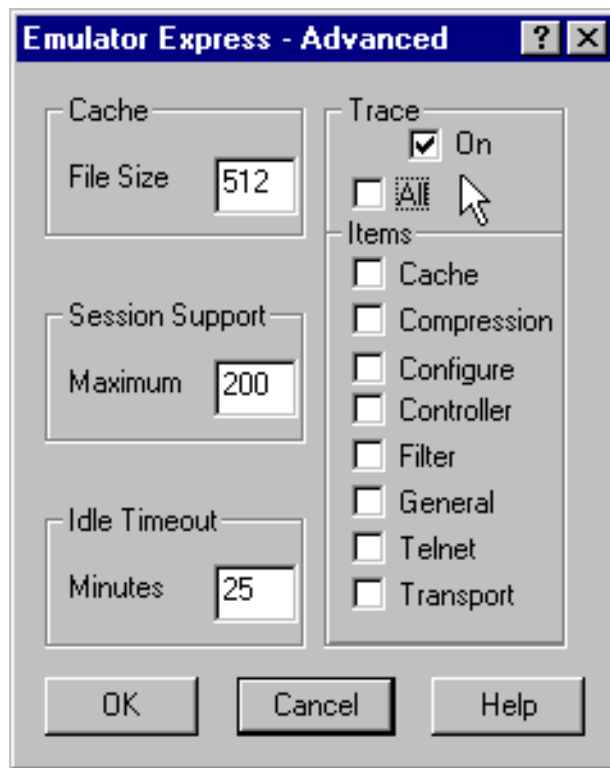 Emulator Express - Advanced
Cache
File Size 512
Session Support
Maximum 200
Idle Timeout
Minutes 25
Trace
On
All
Items
Cache
Compression
Configure
Controller
Filter
General
Telnet
Transport
OK Cancel Help